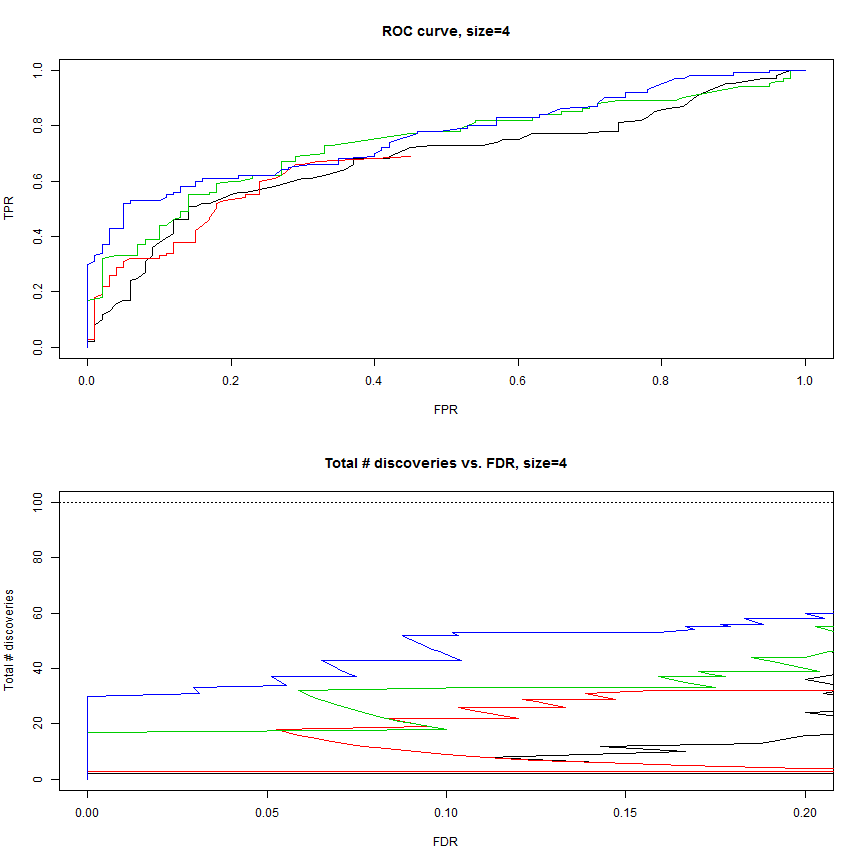 ROC curve, size=4
1.0
0.8
0.6
0.4
0.2
0.0
TPR
0.0 0.2 0.4 0.6 0.8 1.0
FPR
Total # discoveries vs. FDR, size=4
100
80
60
40
20
0
Total # discoveries
0.00 0.05 0.10 0.15 0.20
FDR